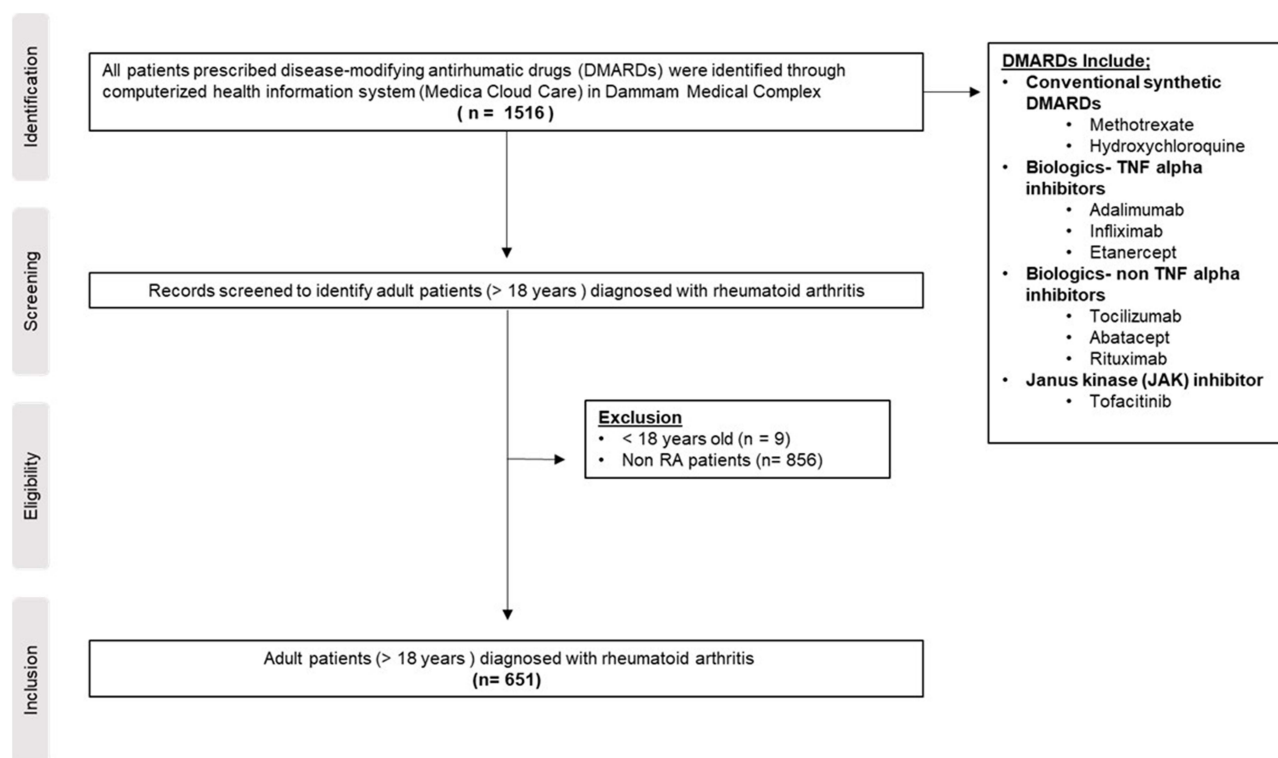 Identification
All patients prescribed disease-modifying antirhumatic drugs (DMARDs) were identified through
computerized health information system (Medica Cloud Care) in Dammam Medical Complex
( n = 1516 )
DMARDs Include;
• Conventional synthetic
DMARDs
• Methotrexate
• Hydroxychloroquine
• Biologics- TNF alpha
inhibitors
• Adalimumab
• Infliximab
• Etanercept
• Biologics- non TNF alpha
inhibitors
• Tocilizumab
• Abatacept
• Rituximab
• Janus kinase (JAK) inhibitor
• Tofacitinib
Screening
Records screened to identify adult patients (> 18 years ) diagnosed with rheumatoid arthritis
Eligibility
Exclusion
• < 18 years old (n = 9)
• Non RA patients (n= 856)
Inclusion
Adult patients (> 18 years ) diagnosed with rheumatoid arthritis
(n= 651)